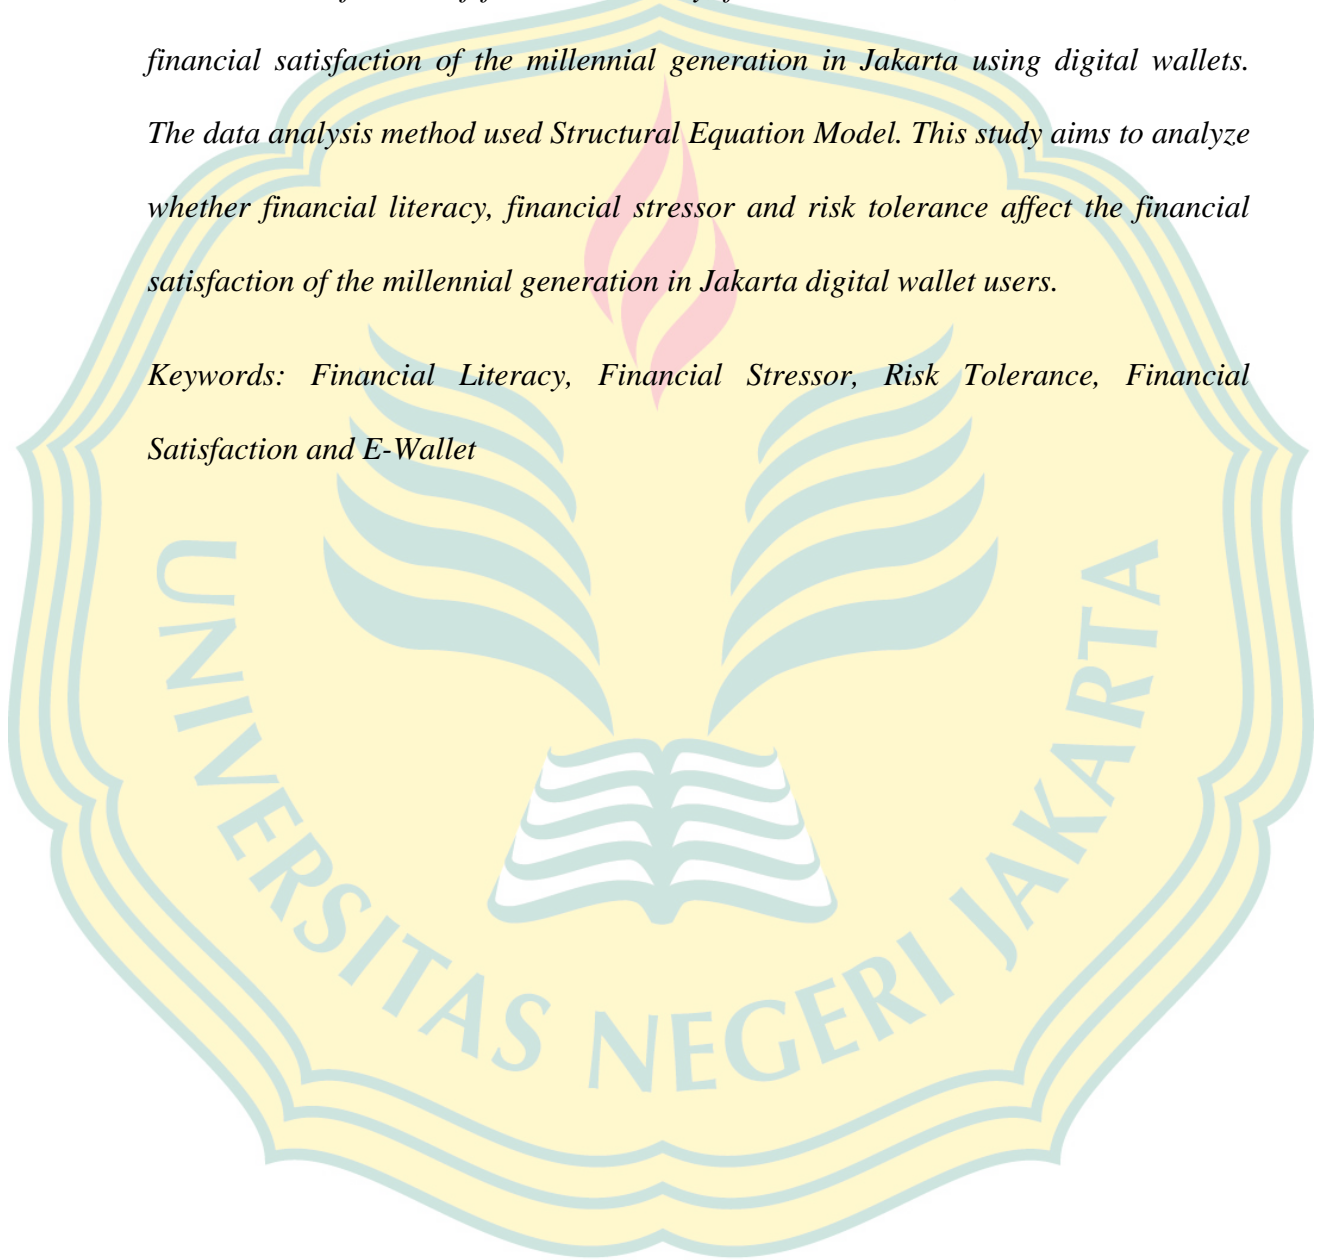 financial satisfaction of the millennial generation in Jakarta using digital wallets.
The data analysis method used Structural Equation Model. This study aims to analyze
whether financial literacy, financial stressor and risk tolerance affect the financial
satisfaction of the millennial generation in Jakarta digital wallet users.
Keywords: Financial Literacy, Financial Stressor, Risk Tolerance, Financial
Satisfaction and E-Wallet
UNIVERSITAS NEGERI JAKARTA